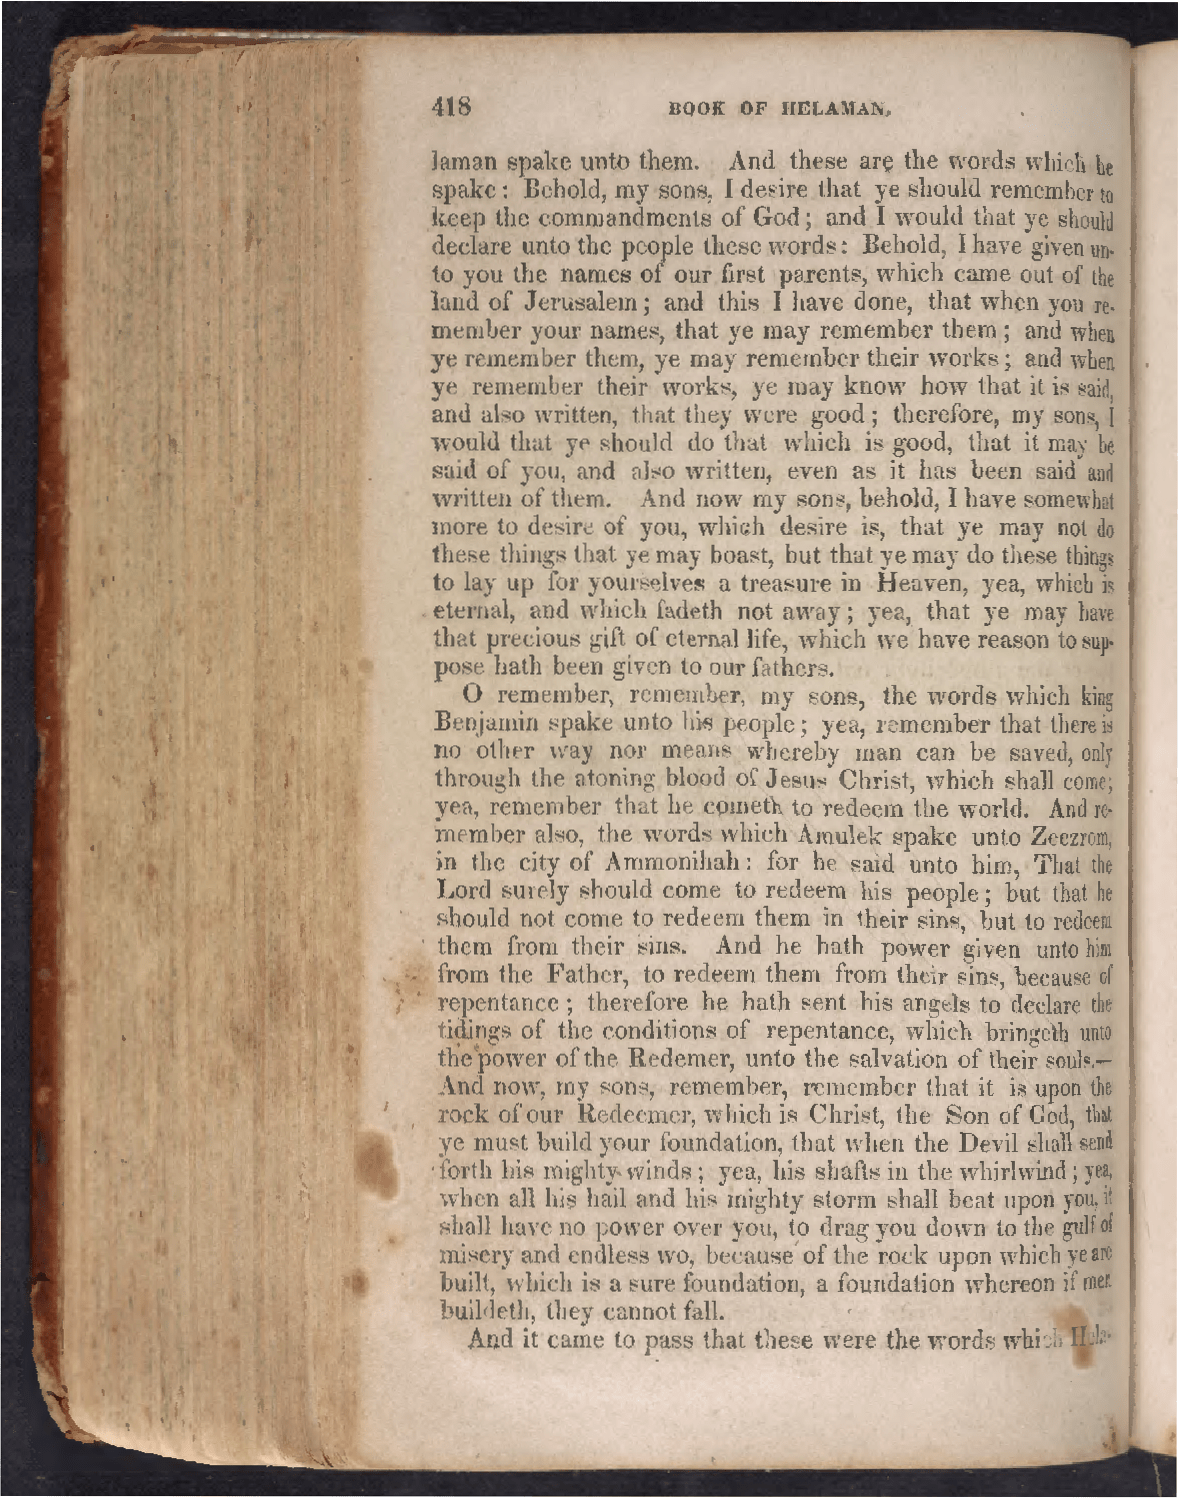 418 BOOK OF HELAMAN.
laman spake unto them. And these are the words which he
spake: Behold, my sons, I desire that ye should remember to
keep the commandments of God; and I would that ye should
declare unto the people these words: Behold, I have given un-
to you the names of our first parents, which came out of the
land of Jerusalem; and this I have done, that when you re-
member your names, that ye may remember them; and when
ye remember them, ye may remember their works; and when
ye remember their works, ye may know how that it is said,
and also written, that they were good; therefore, my sons, I
would that ye should do that which is good, that it may be
said of you, and also written, even as it has been said and
written of them. And now my sons, behold, I have somewhat
more to desire of you, which desire is, that ye may not do
these things that ye may boast, but that ye may do these things
to lay up for yourselves a treasure in Heaven, yea, which is
eternal, and which fadeth not away; yea, that ye may have
that precious gift of eternal life, which we have reason to sup-
pose hath been given to our fathers.
O remember, remember, my sons, the words which king
Benjamin spake unto his people; yea, remember that there is
no other way nor means whereby man can be saved, only
through the atoning blood of Jesus Christ, which shall come;
yea, remember that he cometh to redeem the world. And re-
member also, the words which Amulek spake unto Zeezrom,
in the city of Ammonihah: for he said unto him, That the
Lord surely should come to redeem his people; but that he
should not come to redeem them in their sins, but to redeem
them from their sins. And he hath power given unto him
from the Father, to redeem them from their sins, because of
repentance; therefore he hath sent his angels to declare the
tidings of the conditions of repentance, which bringeth unto
the power of the Redemer, unto the salvation of their souls.—
And now, my sons, remember, remember that it is upon the
rock of our Redeemer, which is Christ, the Son of God, that
ye must build your foundation, that when the Devil shall send
forth his mighty winds; yea, his shafts in the whirlwind; yea,
when all his hail and his mighty storm shall beat upon you, it
shall have no power over you, to drag you down to the gulf of
misery and endless wo, because of the rock upon which ye are
built, which is a sure foundation, a foundation whereon if men
buildeth, they cannot fall.
And it came to pass that these were the words which Hela-